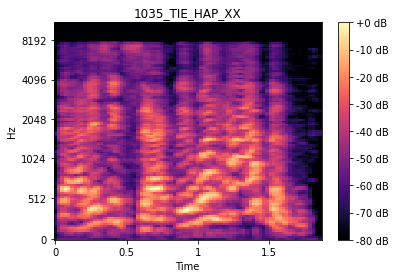 1035_TIE_HAP_XX
+0 dB
8192
-10 dB
4096
-20 dB
-30 dB
2048
Hz
-40 dB
1024
-50 dB
512
-60 dB
-70 dB
0
-80 dB
0 0.5 1 1.5
Time